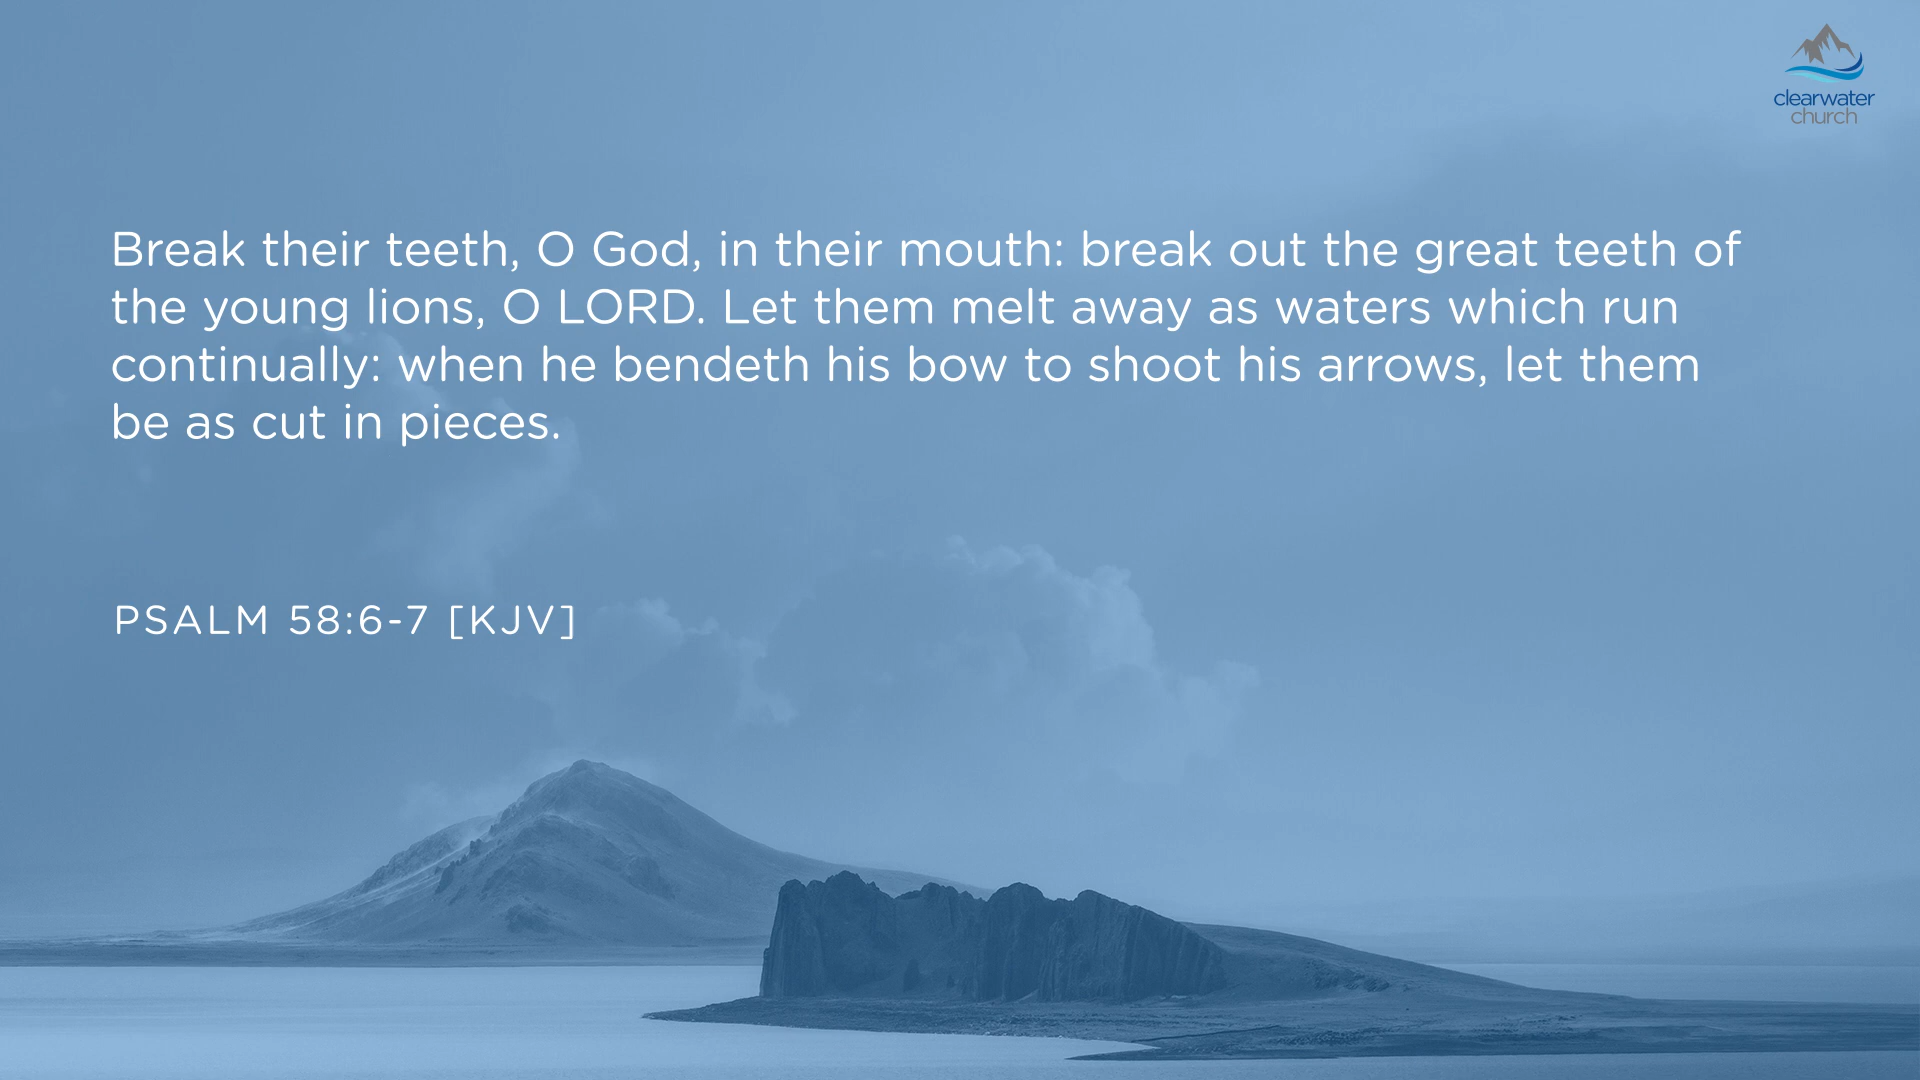 clearwater
church
Break their teeth, O God, in their mouth: break out the great teeth of
the young lions, O LORD. Let them melt away as waters which run
continually: when he bendeth his bow to shoot his arrows, let them
be as cut in pieces.
PSALM 58:6-7 [KJV]